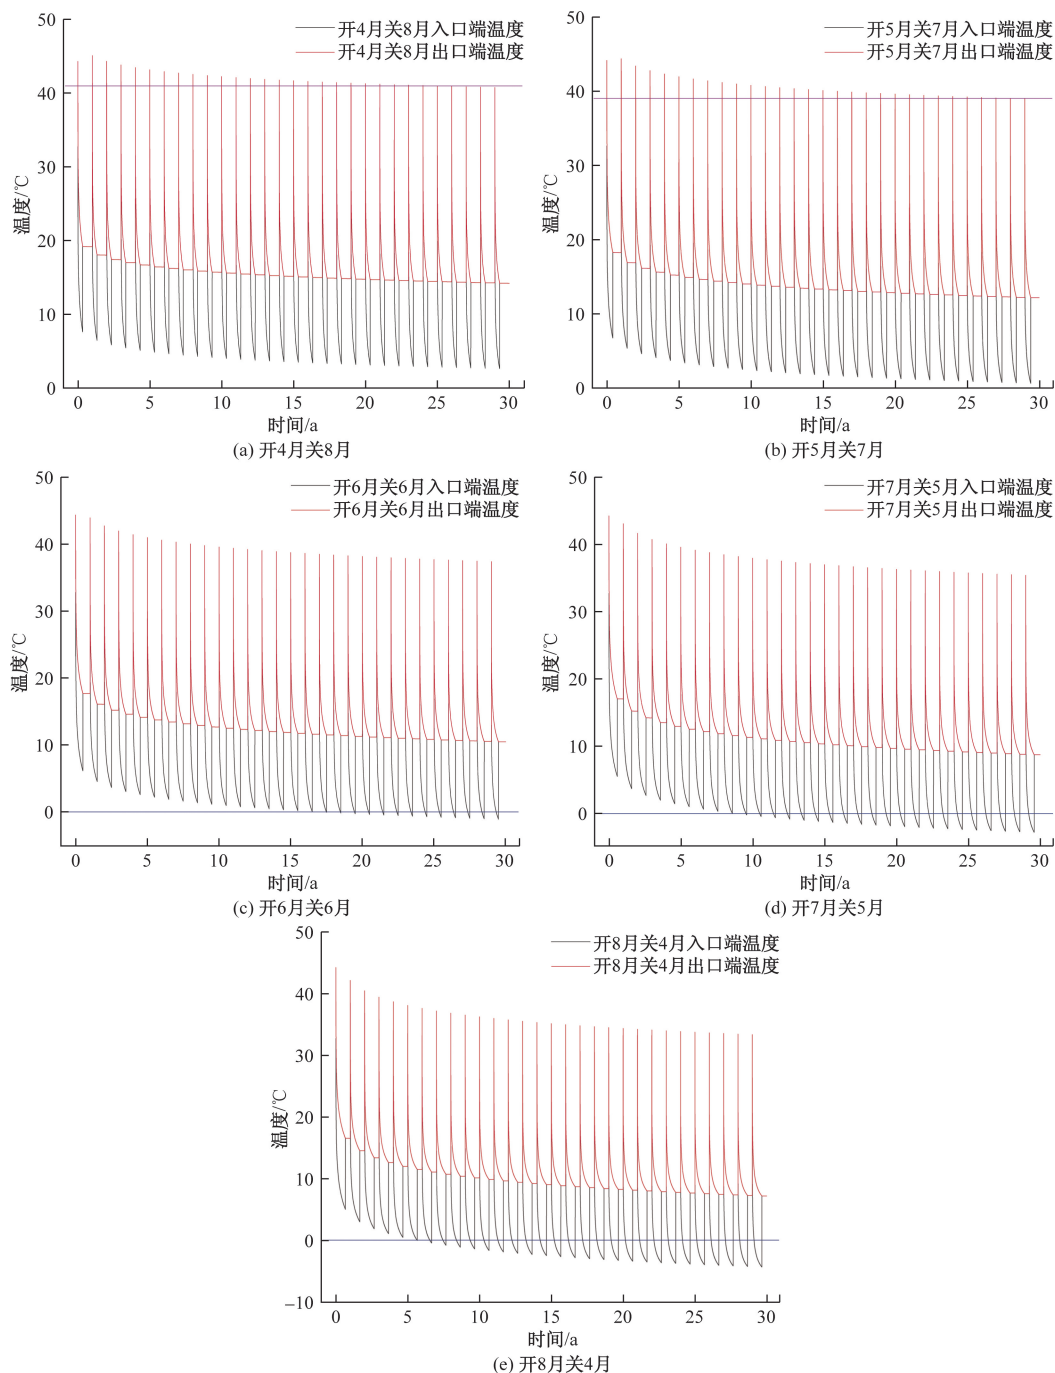 50
40
30
20
10
0
温度/℃
开4月关8月入口端温度
开4月关8月出口端温度
0 5 10 15 20 25 30
时间/a
(a) 开4月关8月
50
40
30
20
10
0
温度/℃
开5月关7月入口端温度
开5月关7月出口端温度
0 5 10 15 20 25 30
时间/a
(b) 开5月关7月
50
40
30
20
10
0
温度/℃
开6月关6月入口端温度
开6月关6月出口端温度
0 5 10 15 20 25 30
时间/a
(c) 开6月关6月
50
40
30
20
10
0
温度/℃
开7月关5月入口端温度
开7月关5月出口端温度
0 5 10 15 20 25 30
时间/a
(d) 开7月关5月
50
40
30
20
10
0
−10
温度/℃
开8月关4月入口端温度
开8月关4月出口端温度
0 5 10 15 20 25 30
时间/a
(e) 开8月关4月